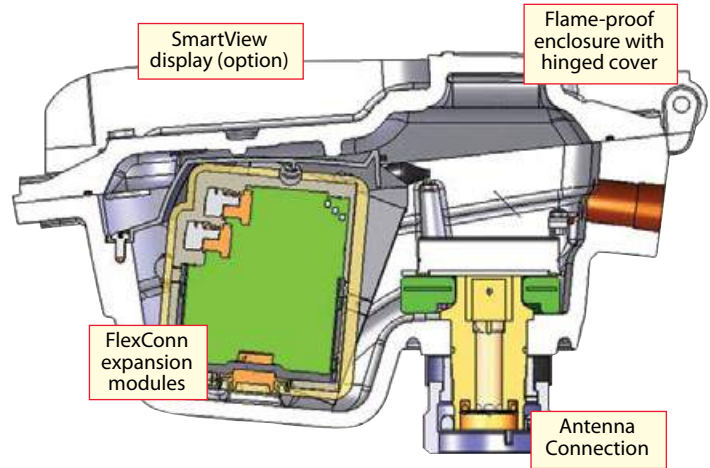 SmartView
display (option)
Flame-proof
enclosure with
hinged cover
FlexConn
expansion
modules
Antenna
Connection